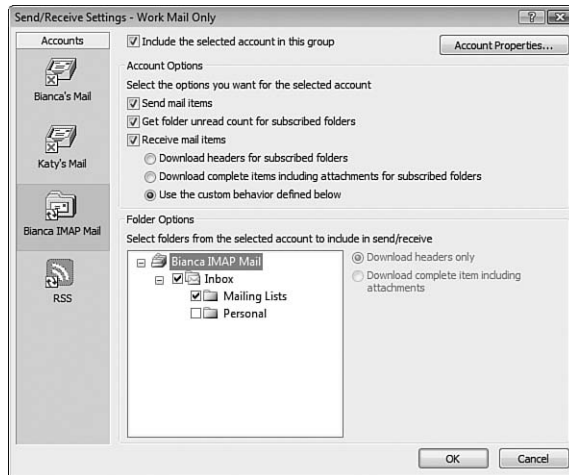 Send/Receive Settings - Work Mail Only
Accounts
Bianca's Mail
Katy's Mail
Bianca IMAP Mail
RSS
Include the selected account in this group
Account Properties...
Account Options
Select the options you want for the selected account
Send mail items
Get folder unread count for subscribed folders
Receive mail items
Download headers for subscribed folders
Download complete items including attachments for subscribed folders
Use the custom behavior defined below
Folder Options
Select folders from the selected account to include in send/receive
Bianca IMAP Mail
Inbox
Mailing Lists
Personal
Download headers only
Download complete item including
attachments
OK
Cancel